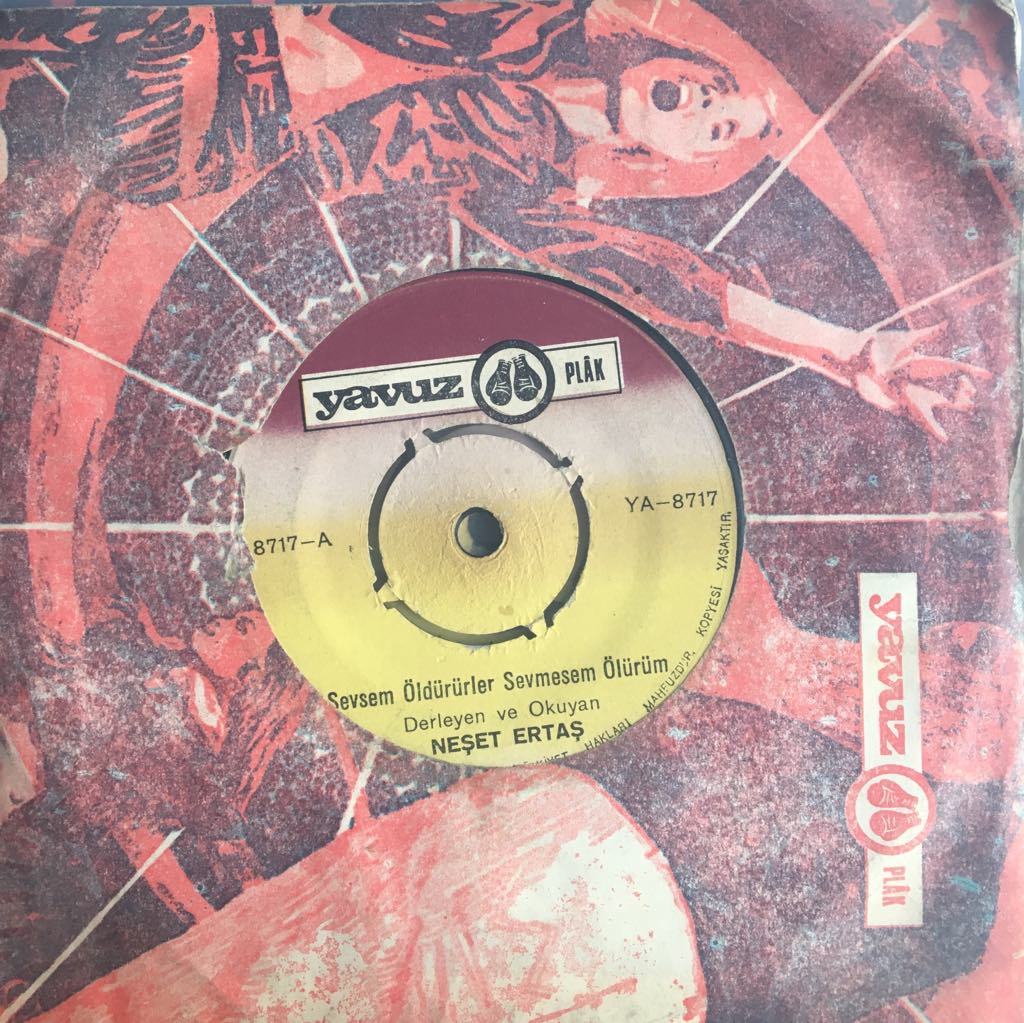 yavuz PLÂK
8717-A
YA-8717
Sevsem Öldürürler Sevmesem Ölürüm
Derleyen ve Okuyan
NEŞET ERTAŞ
HAKLARI MAHFUZDUR. KOPYESİ YASAKTIR.
yavuz PLÂK